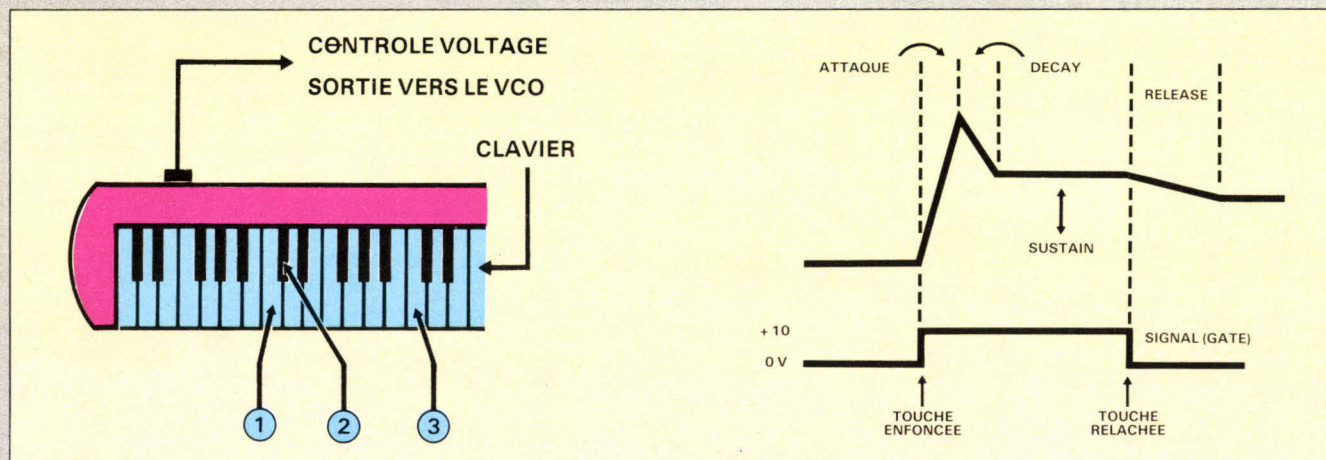 CONTROLE VOLTAGE
SORTIE VERS LE VCO
CLAVIER
1
2
3
ATTAQUE
DECAY
RELEASE
SUSTAIN
+ 10
0 V
SIGNAL (GATE)
TOUCHE
ENFONCEE
TOUCHE
RELACHEE